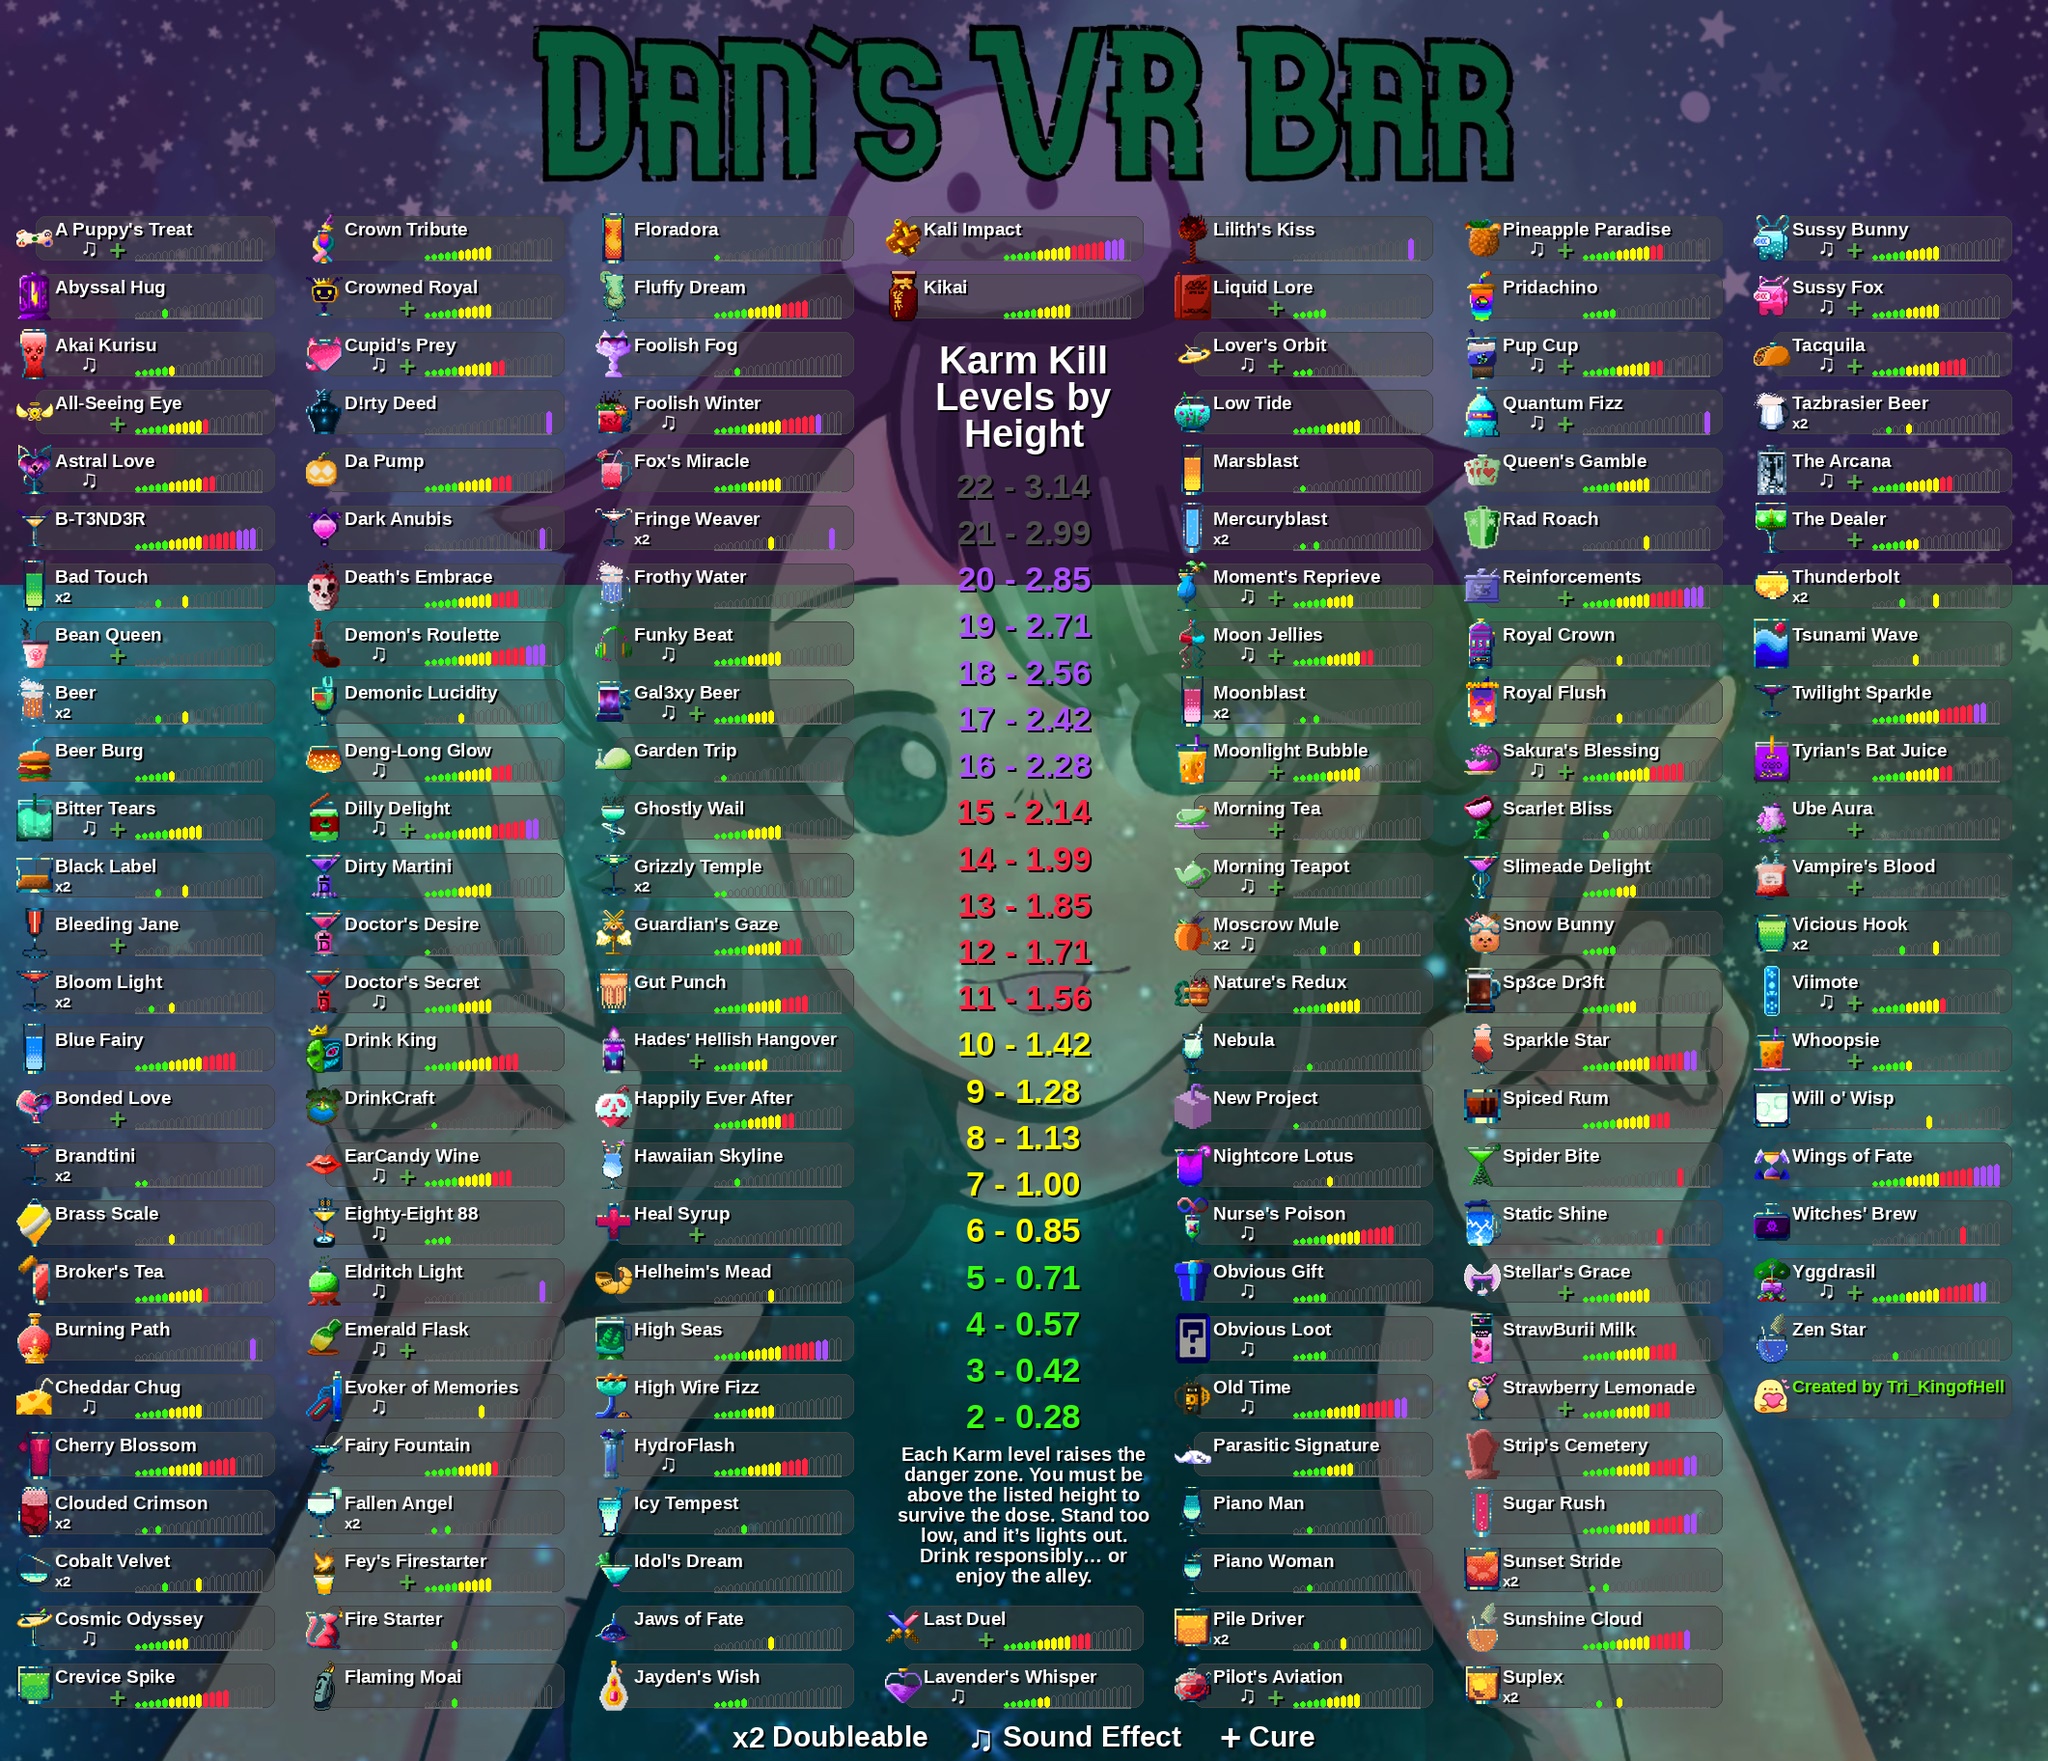 Dan's VR Bar
A Puppy's Treat
♫ +
Abyssal Hug
Akai Kurisu
♫
All-Seeing Eye
+
Astral Love
♫
B-T3ND3R
Bad Touch
x2
Bean Queen
+
Beer
x2
Beer Burg
Bitter Tears
♫ +
Black Label
x2
Bleeding Jane
+
Bloom Light
x2
Blue Fairy
Bonded Love
+
Brandtini
x2
Brass Scale
Broker's Tea
Burning Path
Cheddar Chug
♫
Cherry Blossom
Clouded Crimson
x2
Cobalt Velvet
x2
Cosmic Odyssey
♫
Crevice Spike
+
Crown Tribute
Crowned Royal
+
Cupid's Prey
♫ +
D!rty Deed
Da Pump
Dark Anubis
Death's Embrace
Demon's Roulette
♫
Demonic Lucidity
Deng-Long Glow
♫
Dilly Delight
♫ +
Dirty Martini
Doctor's Desire
Doctor's Secret
♫
Drink King
DrinkCraft
EarCandy Wine
♫ +
Eighty-Eight 88
♫
Eldritch Light
♫
Emerald Flask
♫ +
Evoker of Memories
♫
Fairy Fountain
Fallen Angel
x2
Fey's Firestarter
+
Fire Starter
Flaming Moai
Floradora
Fluffy Dream
Foolish Fog
Foolish Winter
♫
Fox's Miracle
Fringe Weaver
x2
Frothy Water
Funky Beat
♫
Gal3xy Beer
♫ +
Garden Trip
Ghostly Wail
Grizzly Temple
x2
Guardian's Gaze
Gut Punch
Hades' Hellish Hangover
+
Happily Ever After
Hawaiian Skyline
Heal Syrup
+
Helheim's Mead
High Seas
High Wire Fizz
HydroFlash
♫
Icy Tempest
Idol's Dream
Jaws of Fate
Jayden's Wish
Kali Impact
Kikai
Karm Kill
Levels by
Height
22 - 3.14
21 - 2.99
20 - 2.85
19 - 2.71
18 - 2.56
17 - 2.42
16 - 2.28
15 - 2.14
14 - 1.99
13 - 1.85
12 - 1.71
11 - 1.56
10 - 1.42
9 - 1.28
8 - 1.13
7 - 1.00
6 - 0.85
5 - 0.71
4 - 0.57
3 - 0.42
2 - 0.28
Each Karm level raises the
danger zone. You must be
above the listed height to
survive the dose. Stand too
low, and it's lights out.
Drink responsibly... or
enjoy the alley.
Last Duel
+
Lavender's Whisper
♫
Lilith's Kiss
Liquid Lore
+
Lover's Orbit
♫ +
Low Tide
Marsblast
Mercuryblast
x2
Moment's Reprieve
♫ +
Moon Jellies
♫ +
Moonblast
x2
Moonlight Bubble
+
Morning Tea
+
Morning Teapot
♫ +
Moscrow Mule
x2 ♫
Nature's Redux
Nebula
New Project
Nightcore Lotus
Nurse's Poison
♫
Obvious Gift
♫
Obvious Loot
♫
Old Time
♫
Parasitic Signature
Piano Man
Piano Woman
Pile Driver
x2
Pilot's Aviation
♫ +
Pineapple Paradise
♫ +
Pridachino
Pup Cup
♫ +
Quantum Fizz
♫ +
Queen's Gamble
Rad Roach
Reinforcements
+
Royal Crown
Royal Flush
Sakura's Blessing
♫ +
Scarlet Bliss
Slimeade Delight
Snow Bunny
Sp3ce Dr3ft
Sparkle Star
Spiced Rum
Spider Bite
Static Shine
Stellar's Grace
+
StrawBurii Milk
Strawberry Lemonade
+
Strip's Cemetery
Sugar Rush
Sunset Stride
x2
Sunshine Cloud
Suplex
x2
Sussy Bunny
♫ +
Sussy Fox
♫ +
Tacquila
♫ +
Tazbrasier Beer
x2
The Arcana
♫ +
The Dealer
+
Thunderbolt
x2
Tsunami Wave
Twilight Sparkle
Tyrian's Bat Juice
Ube Aura
+
Vampire's Blood
+
Vicious Hook
x2
Viimote
♫ +
Whoopsie
+
Will o' Wisp
Wings of Fate
Witches' Brew
Yggdrasil
♫ +
Zen Star
Created by Tri_KingofHell
x2 Doubleable ♫ Sound Effect + Cure